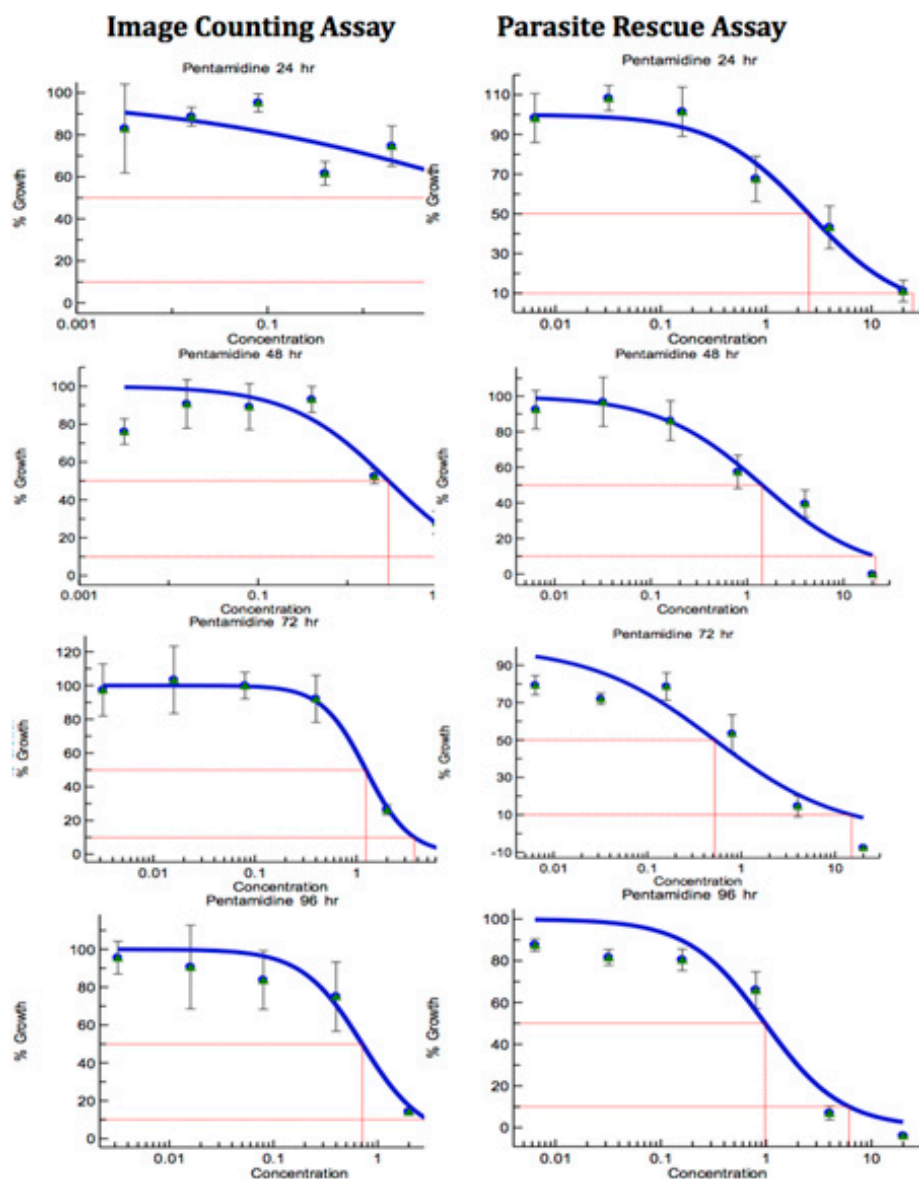 Image Counting Assay
Parasite Rescue Assay
Pentamidine 24 hr
% Growth
100
80
60
40
20
0
0.001
0.1
Concentration
Pentamidine 24 hr
% Growth
110
90
70
50
30
10
0.01
0.1
1
10
Concentration
Pentamidine 48 hr
% Growth
100
80
60
40
20
0
0.001
0.1
1
Concentration
Pentamidine 48 hr
% Growth
100
80
60
40
20
0
0.01
0.1
1
10
Concentration
Pentamidine 72 hr
% Growth
120
100
80
60
40
20
0
0.01
0.1
1
Concentration
Pentamidine 72 hr
% Growth
90
70
50
30
10
-10
0.01
0.1
1
10
Concentration
Pentamidine 96 hr
% Growth
100
80
60
40
20
0
0.01
0.1
1
Concentration
Pentamidine 96 hr
% Growth
100
80
60
40
20
0
0.01
0.1
1
10
Concentration